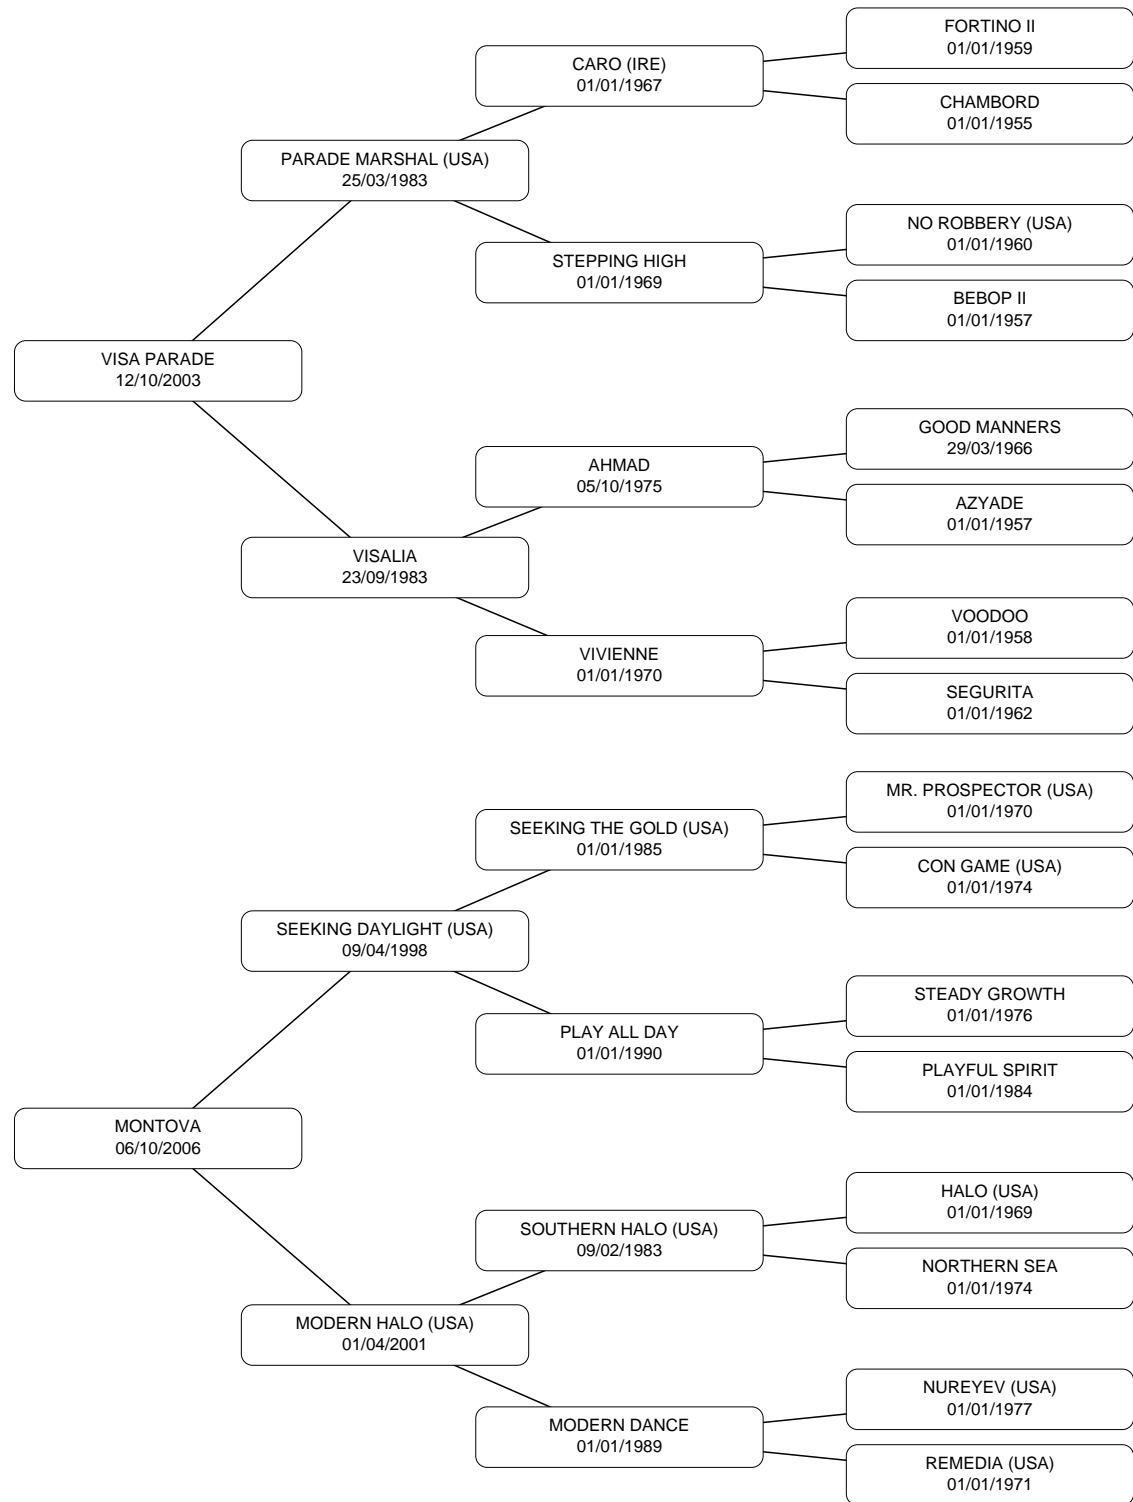 FORTINO II
01/01/1959
CARO (IRE)
01/01/1967
CHAMBORD
01/01/1955
PARADE MARSHAL (USA)
25/03/1983
NO ROBBERY (USA)
01/01/1960
STEPPING HIGH
01/01/1969
BEBOP II
01/01/1957
VISA PARADE
12/10/2003
GOOD MANNERS
29/03/1966
AHMAD
05/10/1975
AZYADE
01/01/1957
VISALIA
23/09/1983
VOODOO
01/01/1958
VIVIENNE
01/01/1970
SEGURITA
01/01/1962
MR. PROSPECTOR (USA)
01/01/1970
SEEKING THE GOLD (USA)
01/01/1985
CON GAME (USA)
01/01/1974
SEEKING DAYLIGHT (USA)
09/04/1998
STEADY GROWTH
01/01/1976
PLAY ALL DAY
01/01/1990
PLAYFUL SPIRIT
01/01/1984
MONTOVA
06/10/2006
HALO (USA)
01/01/1969
SOUTHERN HALO (USA)
09/02/1983
NORTHERN SEA
01/01/1974
MODERN HALO (USA)
01/04/2001
NUREYEV (USA)
01/01/1977
MODERN DANCE
01/01/1989
REMEDIA (USA)
01/01/1971